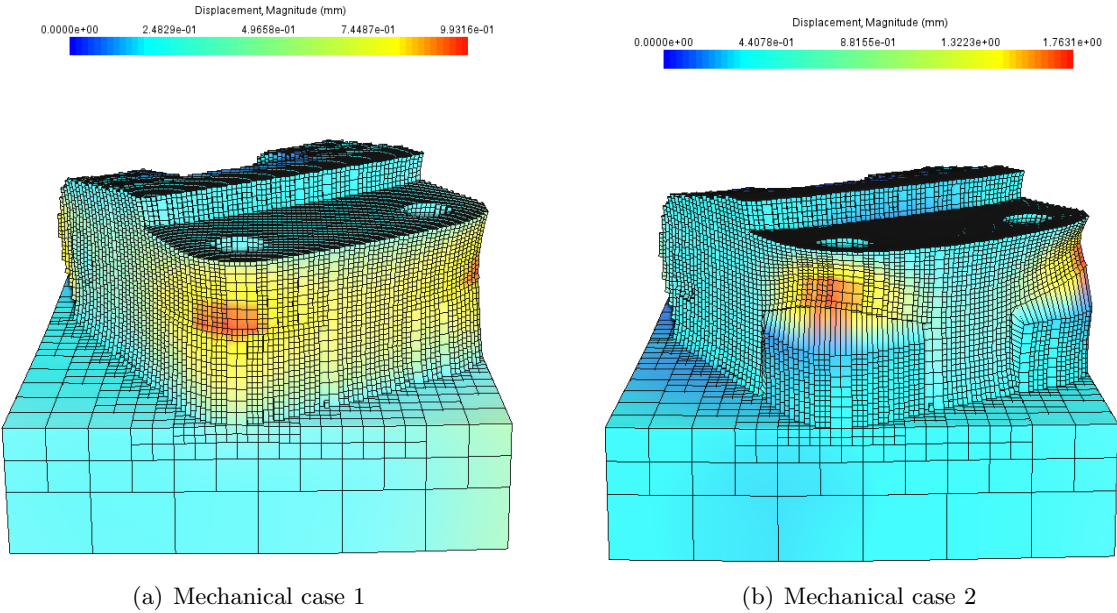 Displacement, Magnitude (mm)
0.0000e+00 2.4829e-01 4.9658e-01 7.4487e-01 9.9316e-01
Displacement, Magnitude (mm)
0.0000e+00 4.4078e-01 8.8155e-01 1.3223e+00 1.7631e+00
(a) Mechanical case 1
(b) Mechanical case 2